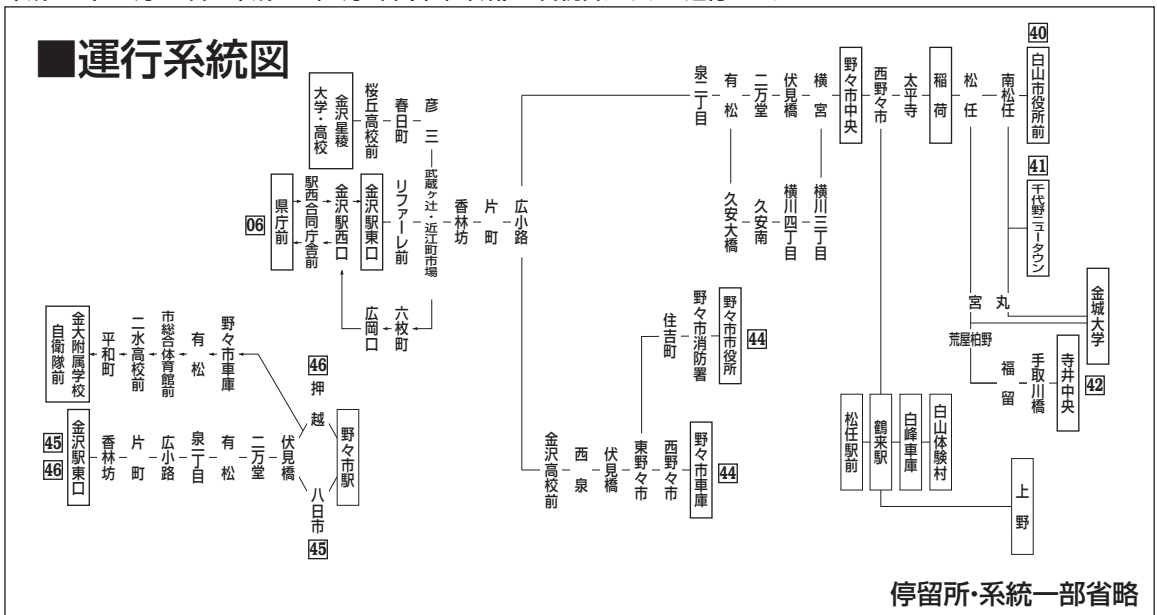 ■運行系統図
金沢星稜
大学・高校
桜丘高校前
春日町
彦三
武蔵ヶ辻・近江町市場
06
県庁前
駅西合同庁舎前
金沢駅西口
金沢駅東口
リファーレ前
香林坊
片町
広小路
六枚町
広岡口
泉二丁目
有松
二万堂
伏見橋
横宮
野々市中央
西野々市
太平寺
稲荷
松任
南松任
40
白山市役所前
久安大橋
久安南
横川四丁目
横川三丁目
41
千代野ニュータウン
宮丸
金城大学
荒屋柏野
福留
手取川橋
寺井中央
42
松任駅前
鶴来駅
白峰車庫
白山体験村
上野
金沢高校前
西泉
伏見橋
東野々市
西野々市
野々市車庫
44
住吉町
野々市消防署
野々市市役所
44
金大附属学校
自衛隊前
平和町
二水高校前
市総合体育館前
有松
野々市車庫
46
押越
野々市駅
八日市
45
45
46
金沢駅東口
香林坊
片町
広小路
泉二丁目
有松
二万堂
伏見橋
停留所・系統一部省略